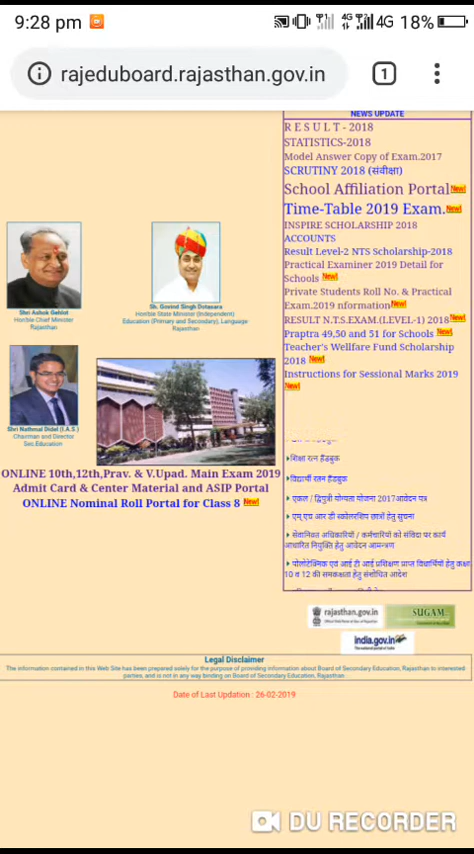 9:28 pm
4G
4G 18%
rajeduboard.rajasthan.gov.in
1
NEWS UPDATE
R E S U L T - 2018
STATISTICS-2018
Model Answer Copy of Exam.2017
SCRUTINY 2018 (संवीक्षा)
School Affiliation Portal New!
Time-Table 2019 Exam. New!
INSPIRE SCHOLARSHIP 2018
ACCOUNTS
Result Level-2 NTS Scholarship-2018
Practical Examiner 2019 Detail for
Schools New!
Private Students Roll No. & Practical
Exam.2019 nformation New!
RESULT N.T.S.EXAM.(LEVEL-1) 2018 New!
Praptra 49,50 and 51 for Schools New!
Teacher's Wellfare Fund Scholarship
2018 New!
Instructions for Sessional Marks 2019
New!
Shri Ashok Gehlot
Hon'ble Chief Minister
Rajasthan
Sh. Govind Singh Dotasara
Hon'ble State Minister (Independent)
Education (Primary and Secondary), Language
Rajasthan
Shri Nathmal Didel (I.A.S.)
Chairman and Director
Sec.Education
ONLINE 10th,12th,Prav. & V.Upad. Main Exam 2019
Admit Card & Center Material and ASIP Portal
ONLINE Nominal Roll Portal for Class 8 New!
शिक्षा रत्न हैंडबुक
विद्यार्थी हैंडबुक
एकल / द्विपुत्री योग्यता योजना 2017आवेदन पत्र
एम् एच आर डी स्कोलरशिप छात्रों हेतु सूचना
सेवानिवत अधिकारियों / कर्मचारियों को संविदा पर कार्य
आधारित नियुक्ति हेतु आवेदन आमन्त्रण
पोलोटेक्निक एवं आई टी आई प्रशिक्षण प्राप्त विधार्थियों हेतु कक्षा
10 व 12 की समकक्षता हेतु संशोधित आदेश
rajasthan.gov.in
SUGAM
india.gov.in
Legal Disclaimer
The information contained in this Web Site has been prepared solely for the purpose of providing information about Board of Secondary Education, Rajasthan to interested
parties, and is not in any way binding on Board of Secondary Education, Rajasthan.
Date of Last Updation : 26-02-2019
DU RECORDER